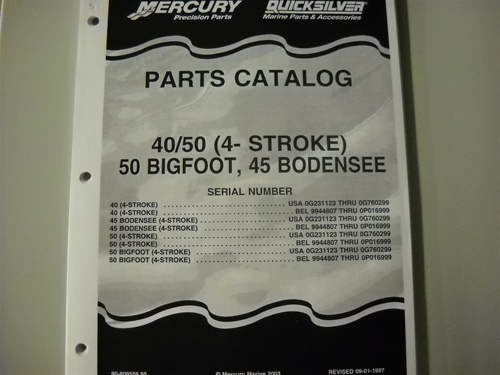 MERCURY QUICKSILVER
Precision Parts Marine Parts & Accessories
PARTS CATALOG
40/50 (4- STROKE)
50 BIGFOOT, 45 BODENSEE
SERIAL NUMBER
40 (4-STROKE) USA 0G231123 THRU 0G760299
40 (4-STROKE) BEL 9944807 THRU 0P016999
45 BODENSEE (4-STROKE) USA 0G231123 THRU 0G760299
45 BODENSEE (4-STROKE) BEL 9944807 THRU 0P016999
50 (4-STROKE) USA 0G231123 THRU 0G760299
50 (4-STROKE) BEL 9944807 THRU 0P016999
50 BIGFOOT (4-STROKE) USA 0G231123 THRU 0G760299
50 BIGFOOT (4-STROKE) BEL 9944807 THRU 0P016999
90-809559 95 © Mercury Marine 2003 REVISED 09-01-1997